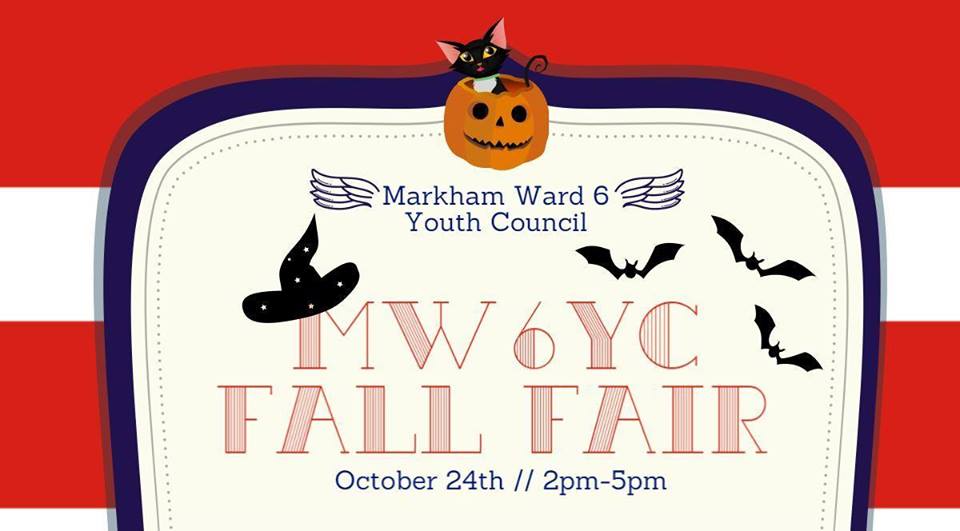 Markham Ward 6
Youth Council
MW6YC
FALL FAIR
October 24th // 2pm-5pm